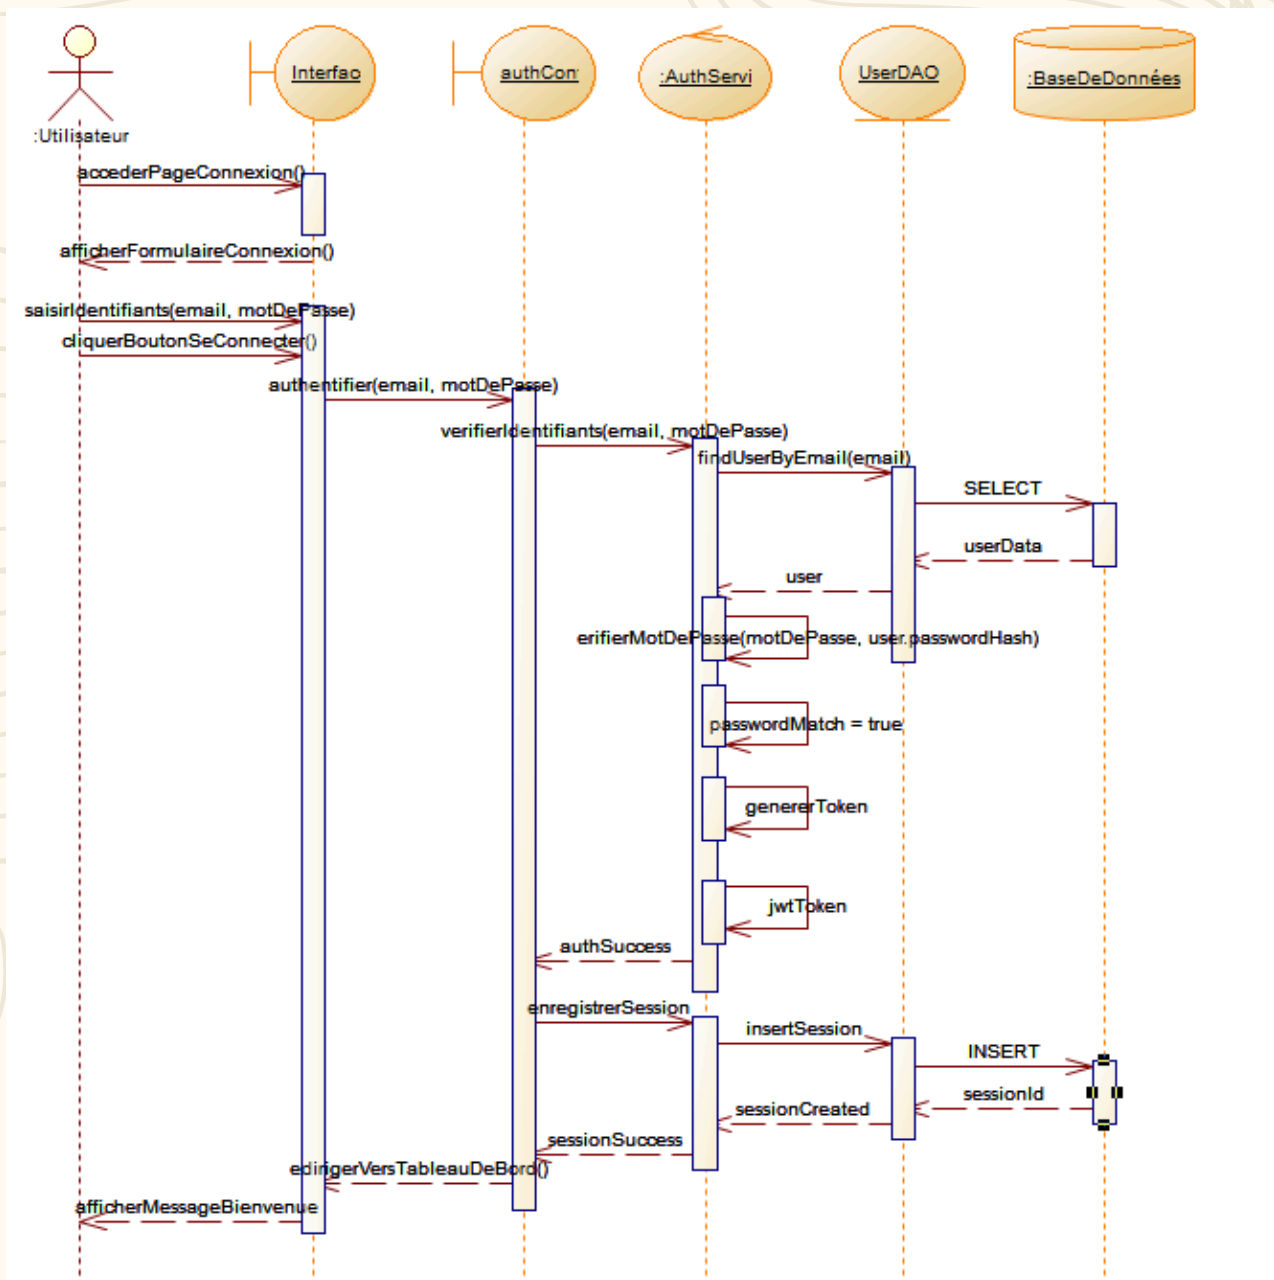 Interfac
authCon
:AuthServi
UserDAO
:BaseDeDonnées
:Utilisateur
accederPageConnexion()
afficherFormulaireConnexion()
saisirIdentifiants(email, motDePasse)
cliquerBoutonSeConnecter()
authentifier(email, motDePasse)
verifierIdentifiants(email, motDePasse)
findUserByEmail(email)
SELECT
userData
user
erifierMotDePasse(motDePasse, user.passwordHash)
passwordMatch = true
genererToken
jwtToken
authSuccess
enregistrerSession
insertSession
INSERT
sessionId
sessionCreated
sessionSuccess
edirigerVersTableauDeBord()
afficherMessageBienvenue